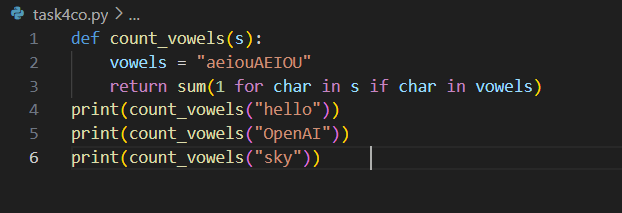 task4co.py > ...
1 def count_vowels(s):
2     vowels = "aeiouAEIOU"
3     return sum(1 for char in s if char in vowels)
4 print(count_vowels("hello"))
5 print(count_vowels("OpenAI"))
6 print(count_vowels("sky"))